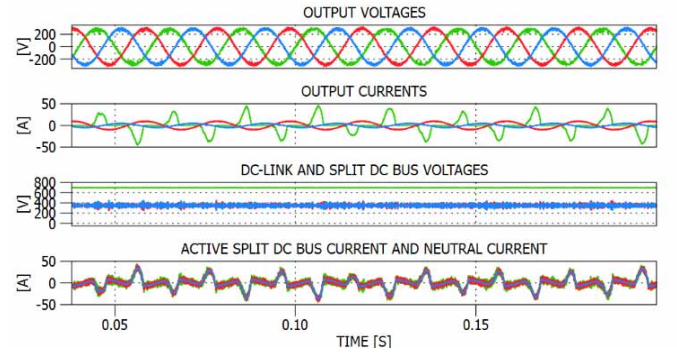 OUTPUT VOLTAGES
[V]
200
0
-200
OUTPUT CURRENTS
[A]
50
0
-50
DC-LINK AND SPLIT DC BUS VOLTAGES
[V]
800
600
400
200
0
ACTIVE SPLIT DC BUS CURRENT AND NEUTRAL CURRENT
[A]
50
0
-50
0.05 0.10 0.15
TIME [S]